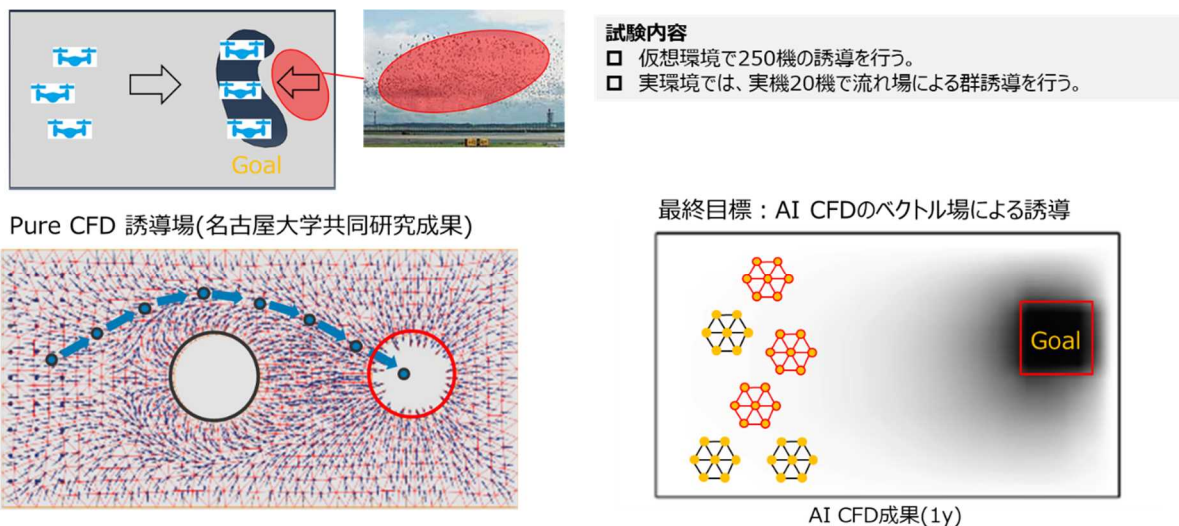 Goal
試験内容
仮想環境で250機の誘導を行う。
実環境では、実機20機で流れ場による群誘導を行う。
Pure CFD 誘導場(名古屋大学共同研究成果)
最終目標：AI CFDのベクトル場による誘導
Goal
AI CFD成果(1y)